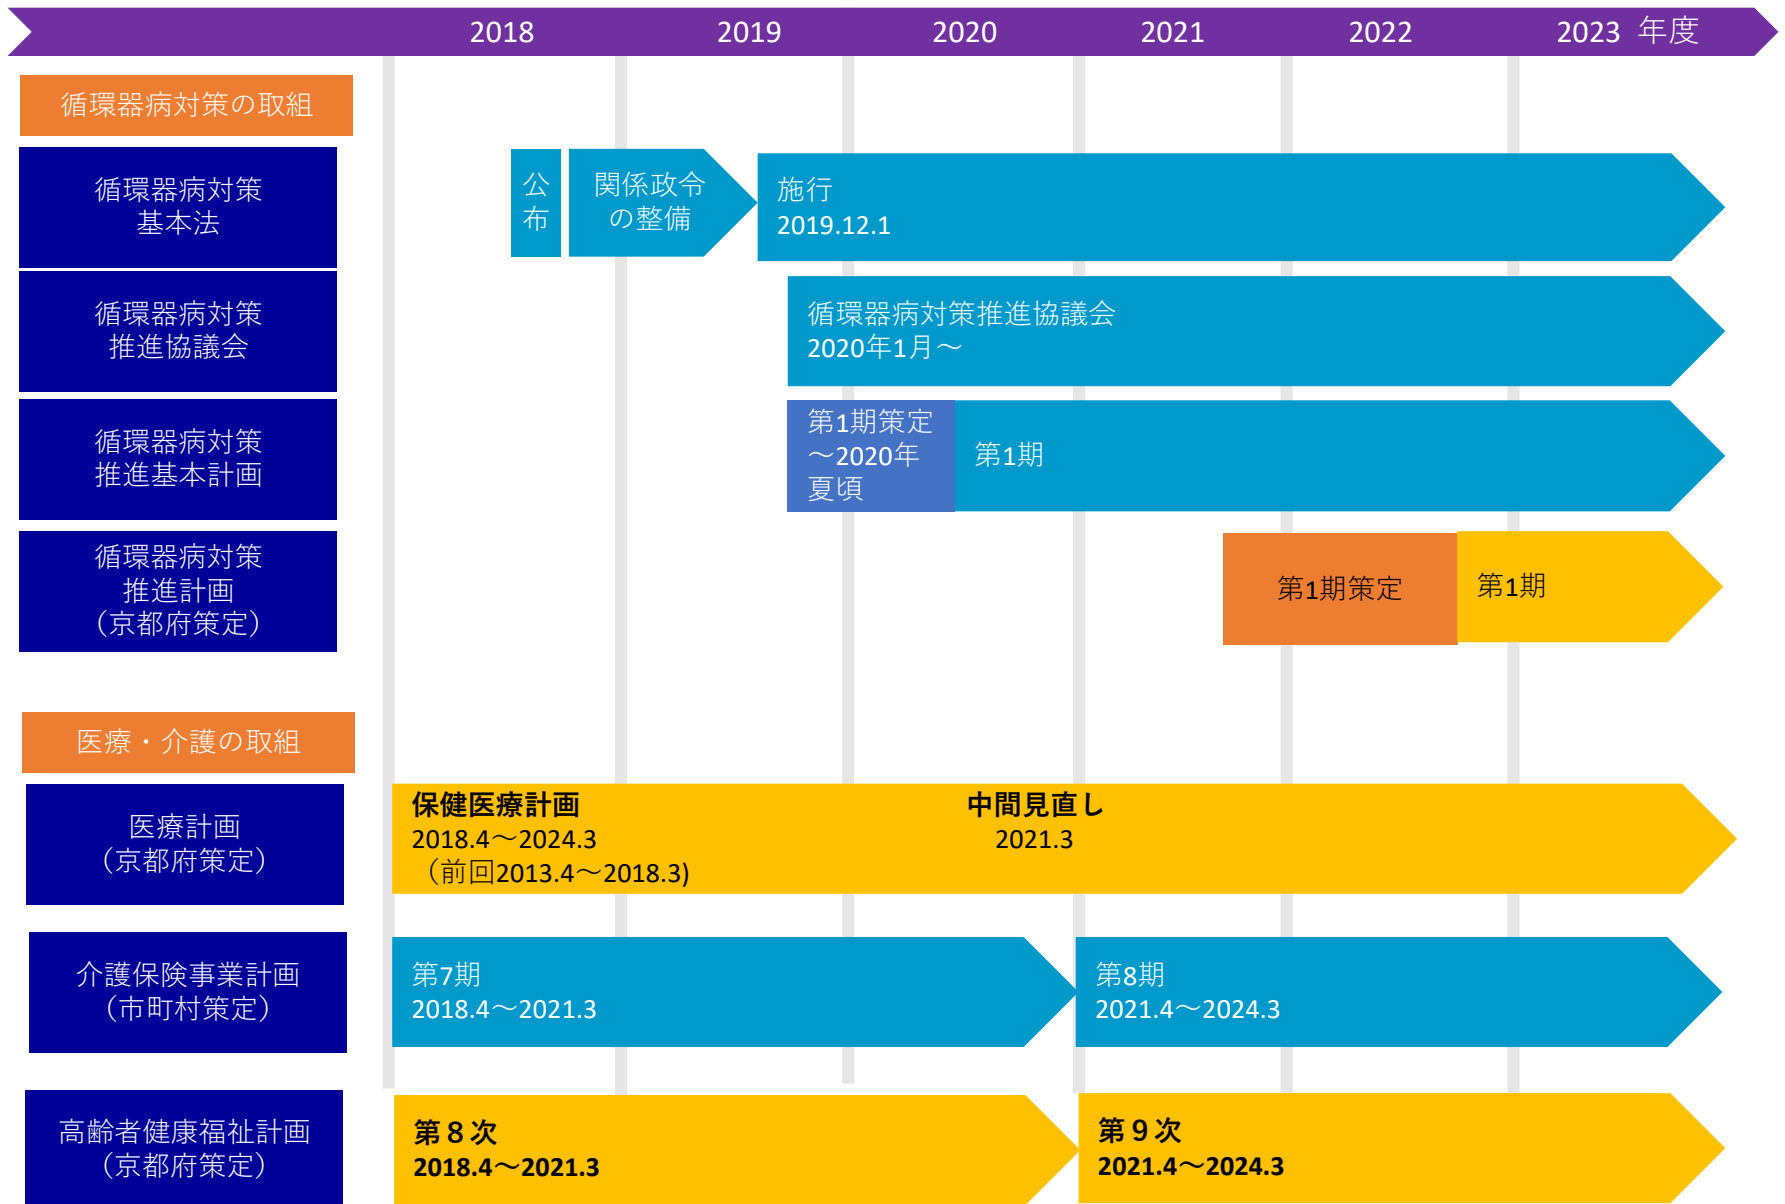 2018 2019 2020 2021 2022 2023 年度
循環器病対策の取組
循環器病対策
基本法
公
布
関係政令
の整備
施行
2019.12.1
循環器病対策
推進協議会
循環器病対策推進協議会
2020年1月～
循環器病対策
推進基本計画
第1期策定
～2020年
夏頃
第1期
循環器病対策
推進計画
（京都府策定）
第1期策定
第1期
医療・介護の取組
医療計画
（京都府策定）
保健医療計画
2018.4～2024.3
（前回2013.4～2018.3)
中間見直し
2021.3
介護保険事業計画
（市町村策定）
第7期
2018.4～2021.3
第8期
2021.4～2024.3
高齢者健康福祉計画
（京都府策定）
第８次
2018.4～2021.3
第９次
2021.4～2024.3